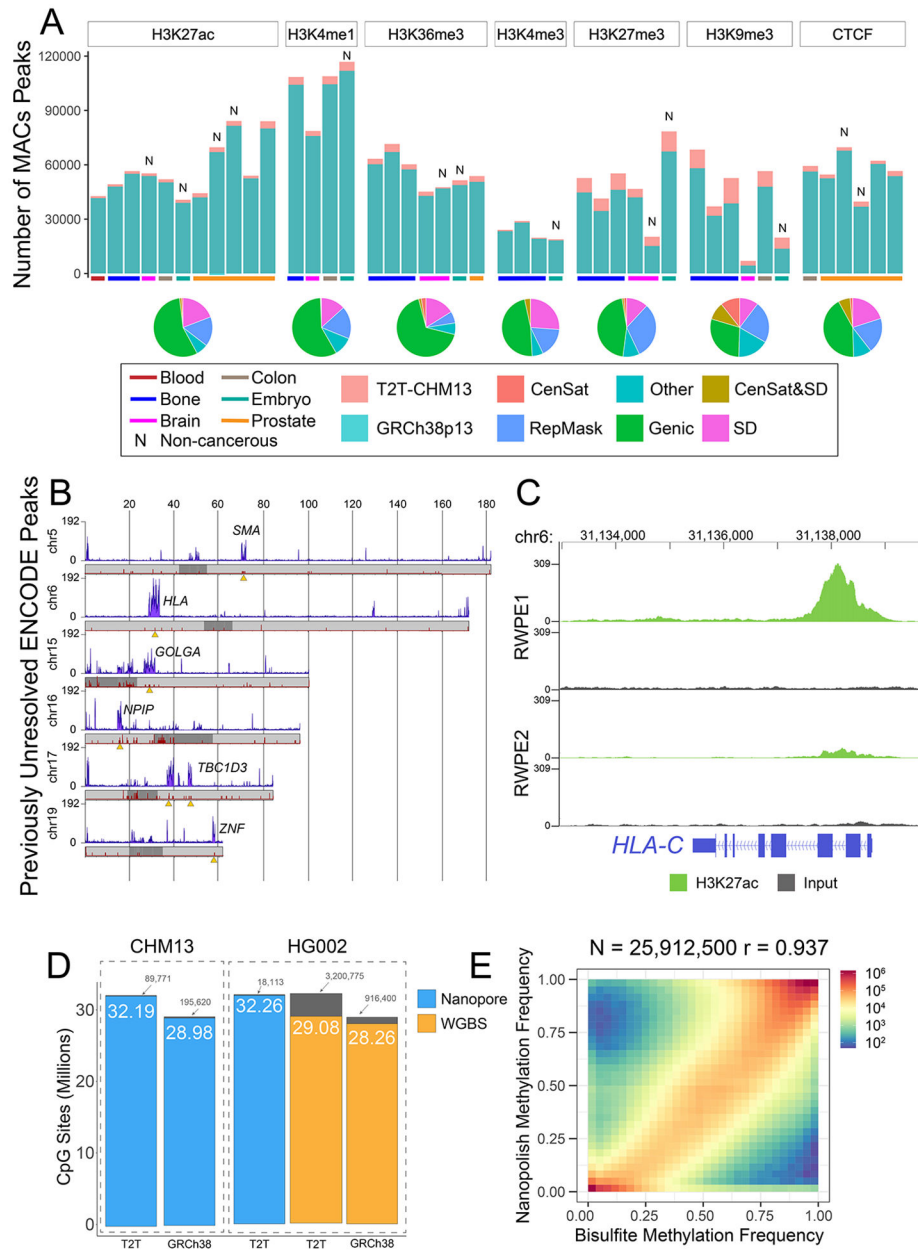 A
H3K27ac H3K4me1 H3K36me3 H3K4me3 H3K27me3 H3K9me3 CTCF
Number of MACs Peaks
120000
90000
60000
30000
0
N N N N N N N N N N N N N N
Blood Colon T2T-CHM13 CenSat Other CenSat&SD
Bone Embryo
Brain Prostate GRCh38p13 RepMask Genic SD
N Non-cancerous
B
Previously Unresolved ENCODE Peaks
20 40 60 80 100 120 140 160 180
192
chr5
SMA
0
192
chr6
HLA
0
192
chr15
GOLGA
0
192
chr16
NPIP
0
192
chr17
TBC1D3
0
192
chr19
ZNF
0
C
chr6: 31,134,000 31,136,000 31,138,000
309
RWPE1
0
309
0
309
RWPE2
0
309
0
HLA-C
H3K27ac Input
D
CHM13 HG002
CpG Sites (Millions)
30
20
10
0
89,771
32.19
195,620
28.98
18,113
32.26
3,200,775
29.08
916,400
28.26
Nanopore
WGBS
T2T GRCh38 T2T T2T GRCh38
E
N = 25,912,500 r = 0.937
Nanopolish Methylation Frequency
1.00
0.75
0.50
0.25
0.00
0.00 0.25 0.50 0.75 1.00
Bisulfite Methylation Frequency
10⁶
10⁵
10⁴
10³
10²